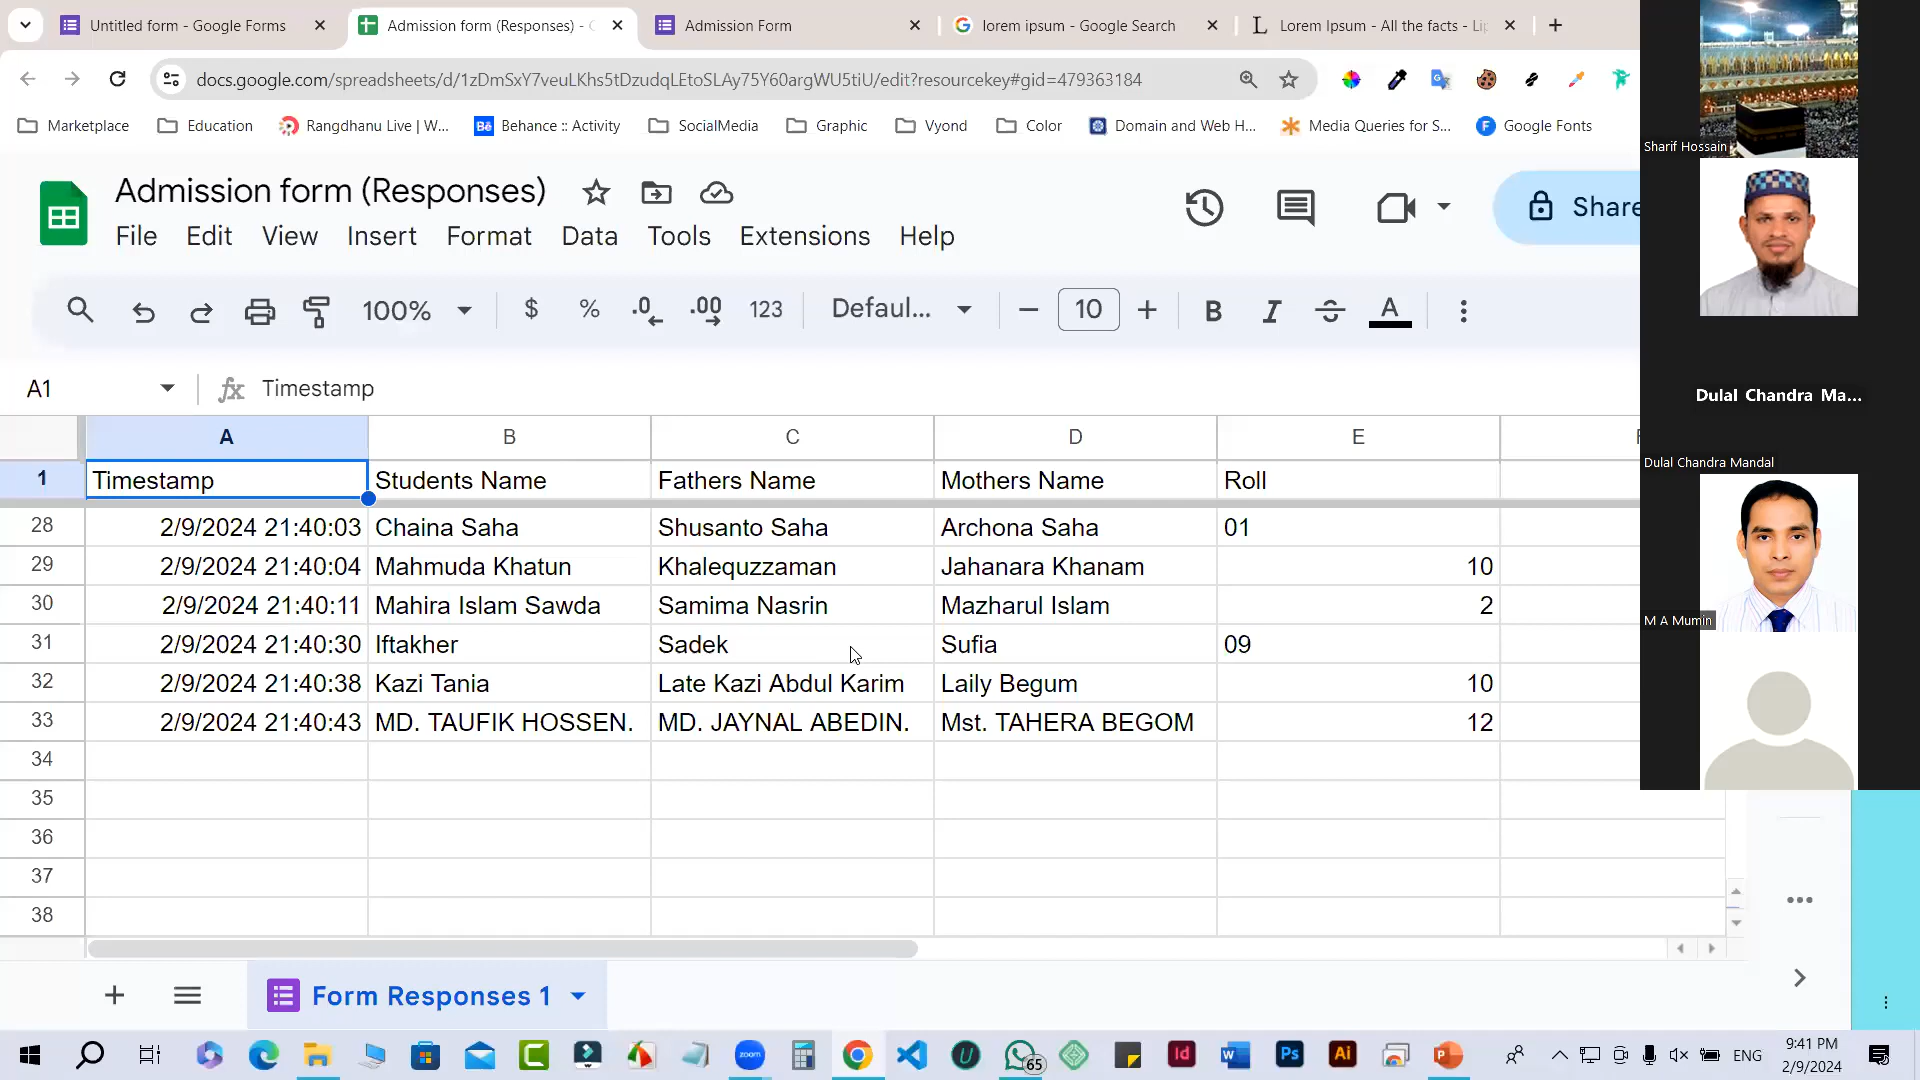 Untitled form - Google Forms
Admission form (Responses) -
Admission Form
lorem ipsum - Google Search
Lorem Ipsum - All the facts - Li
docs.google.com/spreadsheets/d/1zDmSxY7veuLKhs5tDzudqLEtoSLAy75Y60argWU5tiU/edit?resourcekey#gid=479363184
Marketplace
Education
Rangdhanu Live | W...
Behance :: Activity
SocialMedia
Graphic
Vyond
Color
Domain and Web H...
Media Queries for S...
Google Fonts
Admission form (Responses)
File Edit View Insert Format Data Tools Extensions Help
Share
100% $ % .0 .00 123 Defaul... 10 B I A
A1 Timestamp
A B C D E
1 Timestamp Students Name Fathers Name Mothers Name Roll
28 2/9/2024 21:40:03 Chaina Saha Shusanto Saha Archona Saha 01
29 2/9/2024 21:40:04 Mahmuda Khatun Khalequzzaman Jahanara Khanam 10
30 2/9/2024 21:40:11 Mahira Islam Sawda Samima Nasrin Mazharul Islam 2
31 2/9/2024 21:40:30 Iftakher Sadek Sufia 09
32 2/9/2024 21:40:38 Kazi Tania Late Kazi Abdul Karim Laily Begum 10
33 2/9/2024 21:40:43 MD. TAUFIK HOSSEN. MD. JAYNAL ABEDIN. Mst. TAHERA BEGOM 12
34
35
36
37
38
Form Responses 1
Sharif Hossain
Dulal Chandra Ma...
Dulal Chandra Mandal
M A Mumin
zoom
65
ENG
9:41 PM
2/9/2024